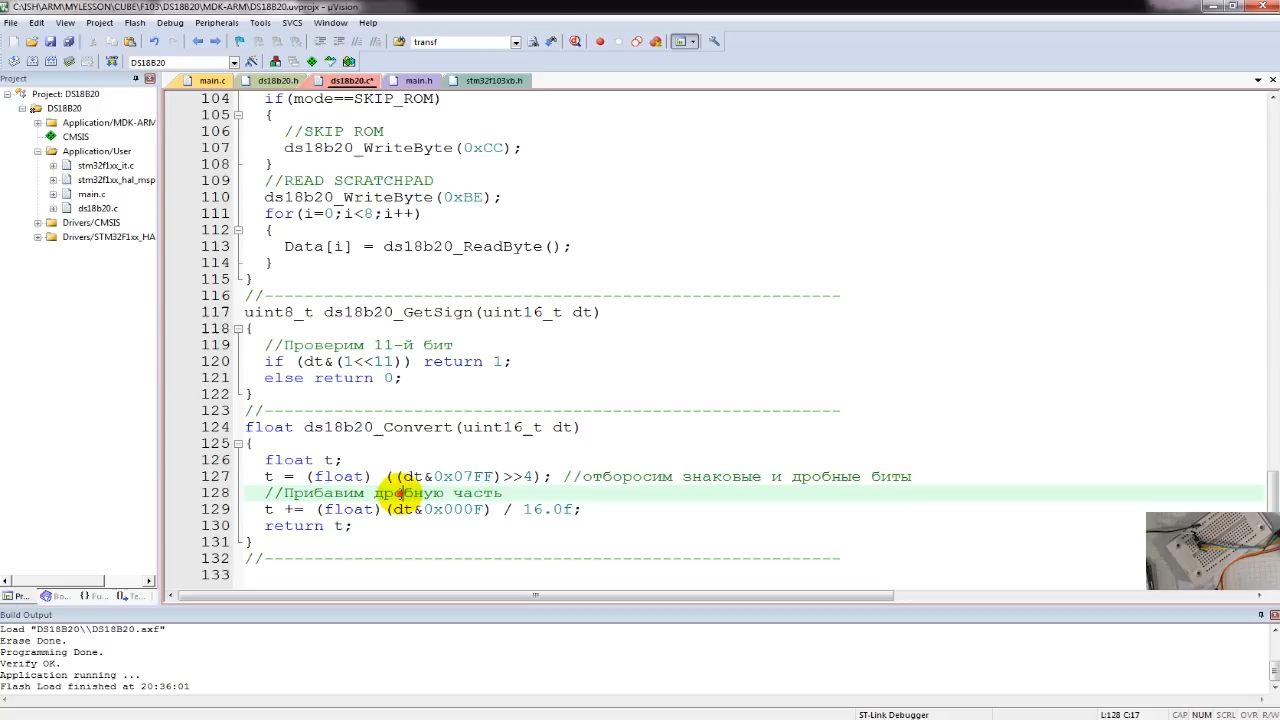 C:\ISH\ARM\MYLESSON\CUBE\F103\DS18B20\MDK-ARM\DS18B20.uvprojx - µVision
File Edit View Project Flash Debug Peripherals Tools SVCS Window Help
transf
DS18B20
Project
main.c ds18b20.h ds18b20.c* main.h stm32f103xb.h
Project: DS18B20
DS18B20
Application/MDK-ARM
CMSIS
Application/User
stm32f1xx_it.c
stm32f1xx_hal_msp
main.c
ds18b20.c
Drivers/CMSIS
Drivers/STM32F1xx_HA
104 if(mode==SKIP_ROM)
105 {
106 //SKIP ROM
107 ds18b20_WriteByte(0xCC);
108 }
109 //READ SCRATCHPAD
110 ds18b20_WriteByte(0xBE);
111 for(i=0;i<8;i++)
112 {
113 Data[i] = ds18b20_ReadByte();
114 }
115 }
116 //----------------------------------------------------------
117 uint8_t ds18b20_GetSign(uint16_t dt)
118 {
119 //Проверим 11-й бит
120 if (dt&(1<<11)) return 1;
121 else return 0;
122 }
123 //----------------------------------------------------------
124 float ds18b20_Convert(uint16_t dt)
125 {
126 float t;
127 t = (float) ((dt&0x07FF)>>4); //отборосим знаковые и дробные биты
128 //Прибавим дробную часть
129 t += (float)(dt&0x000F) / 16.0f;
130 return t;
131 }
132 //----------------------------------------------------------
133
Pr... Bo... {} Fu... Te...
Build Output
Load "DS18B20\\DS18B20.axf"
Erase Done.
Programming Done.
Verify OK.
Application running ...
Flash Load finished at 20:36:01
ST-Link Debugger L:128 C:17 CAP NUM SCRL OVR R/W